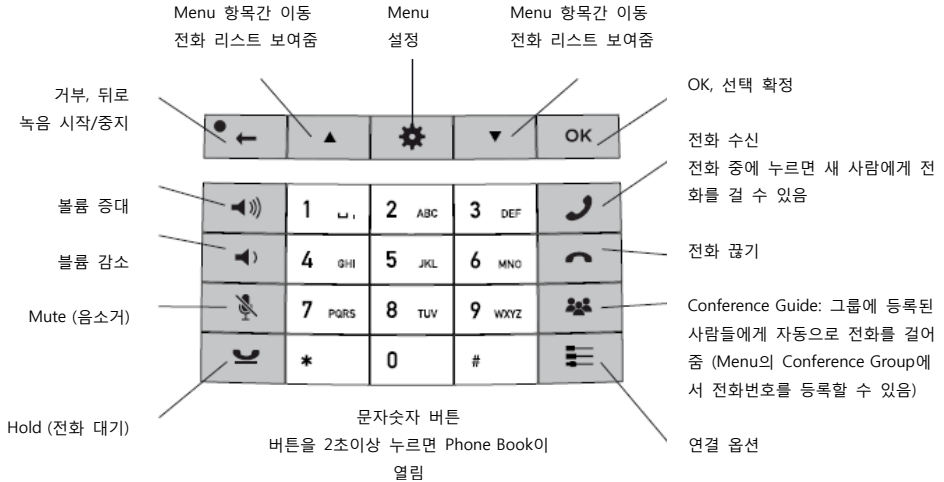 Menu 항목간 이동
전화 리스트 보여줌
Menu
설정
Menu 항목간 이동
전화 리스트 보여줌
거부, 뒤로
녹음 시작/중지
OK, 선택 확정
OK
전화 수신
전화 중에 누르면 새 사람에게 전
화를 걸 수 있음
볼륨 증대
1
2 ABC
3 DEF
전화 끊기
볼륨 감소
4 GHI
5 JKL
6 MNO
Mute (음소거)
7 PQRS
8 TUV
9 WXYZ
Conference Guide: 그룹에 등록된
사람들에게 자동으로 전화를 걸어
줌 (Menu의 Conference Group에
서 전화번호를 등록할 수 있음)
*
0
#
Hold (전화 대기)
문자숫자 버튼
버튼을 2초이상 누르면 Phone Book이
열림
연결 옵션